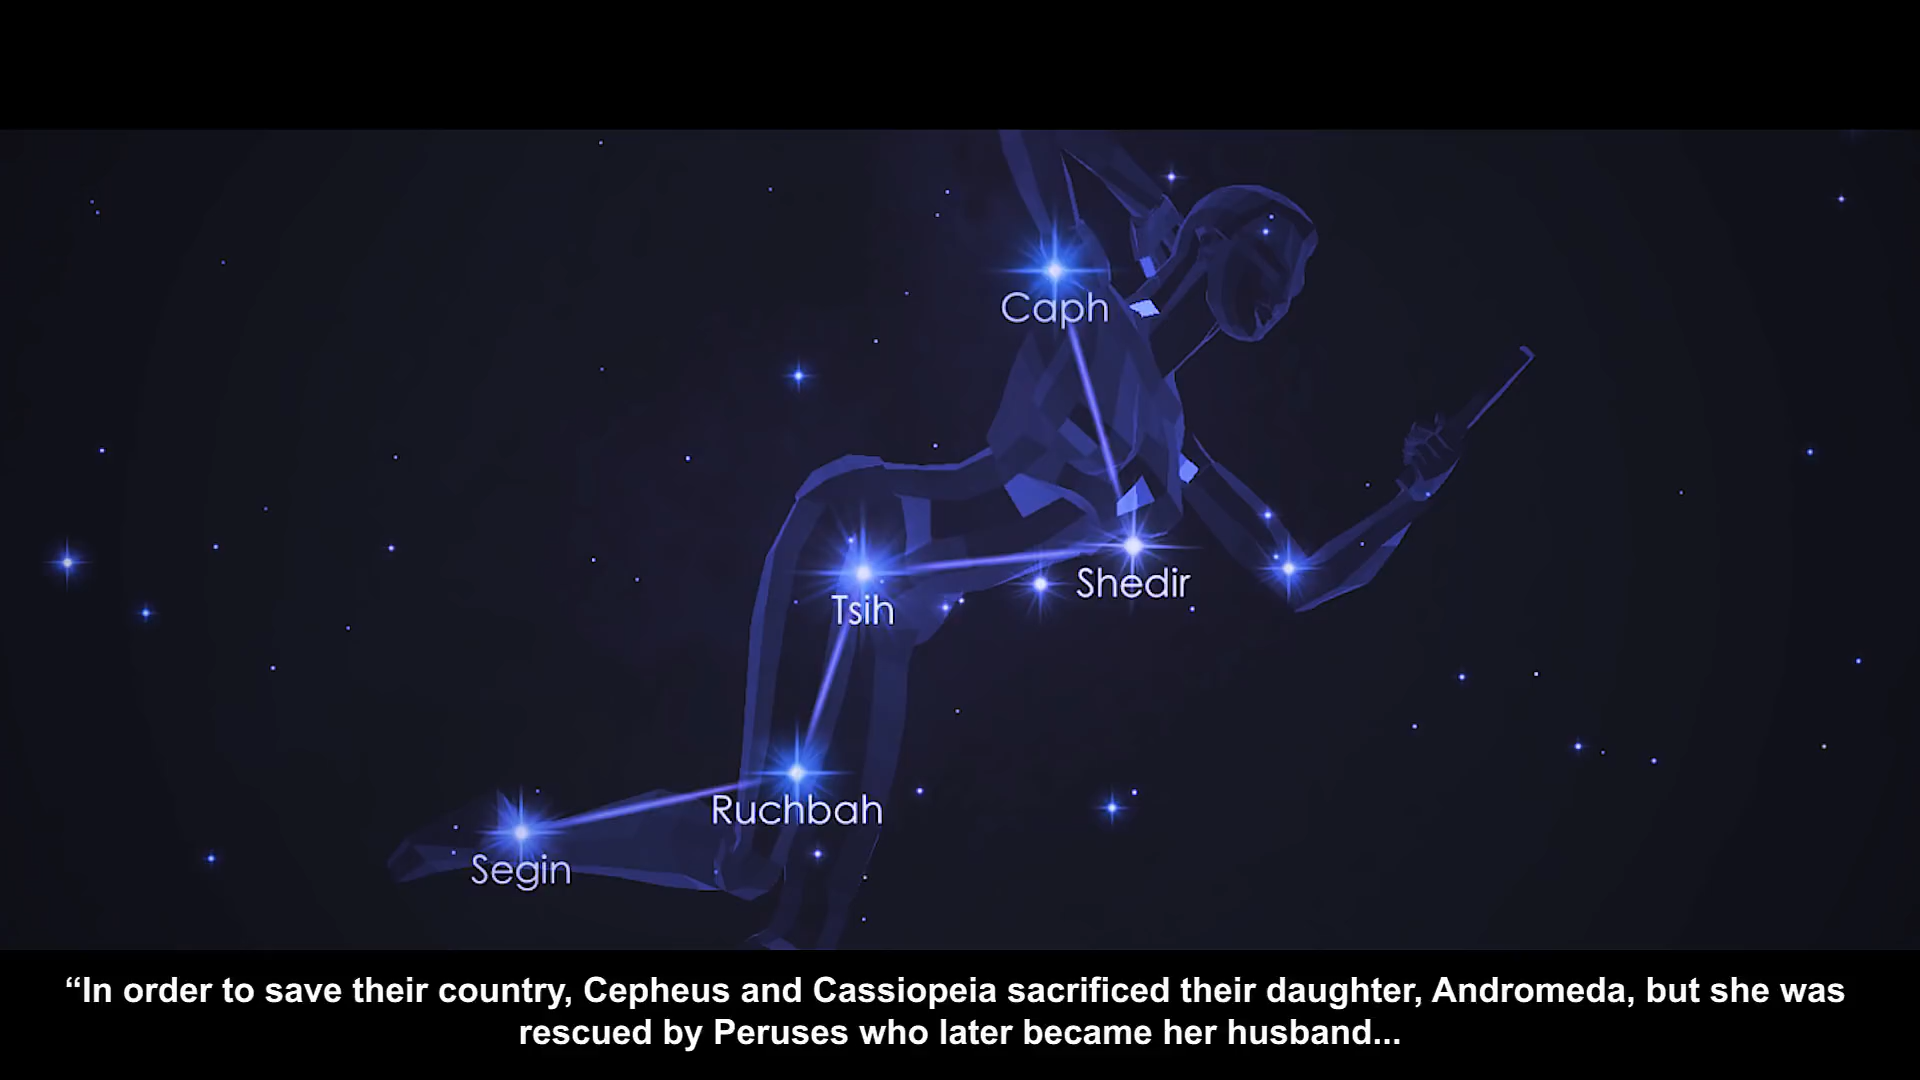 Caph
Shedir
Tsih
Ruchbah
Segin
“In order to save their country, Cepheus and Cassiopeia sacrificed their daughter, Andromeda, but she was
rescued by Peruses who later became her husband...